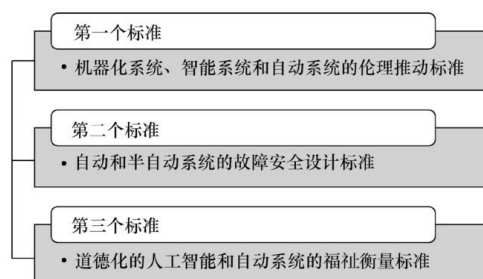 第一个标准
• 机器化系统、智能系统和自动系统的伦理推动标准
第二个标准
• 自动和半自动系统的故障安全设计标准
第三个标准
• 道德化的人工智能和自动系统的福祉衡量标准